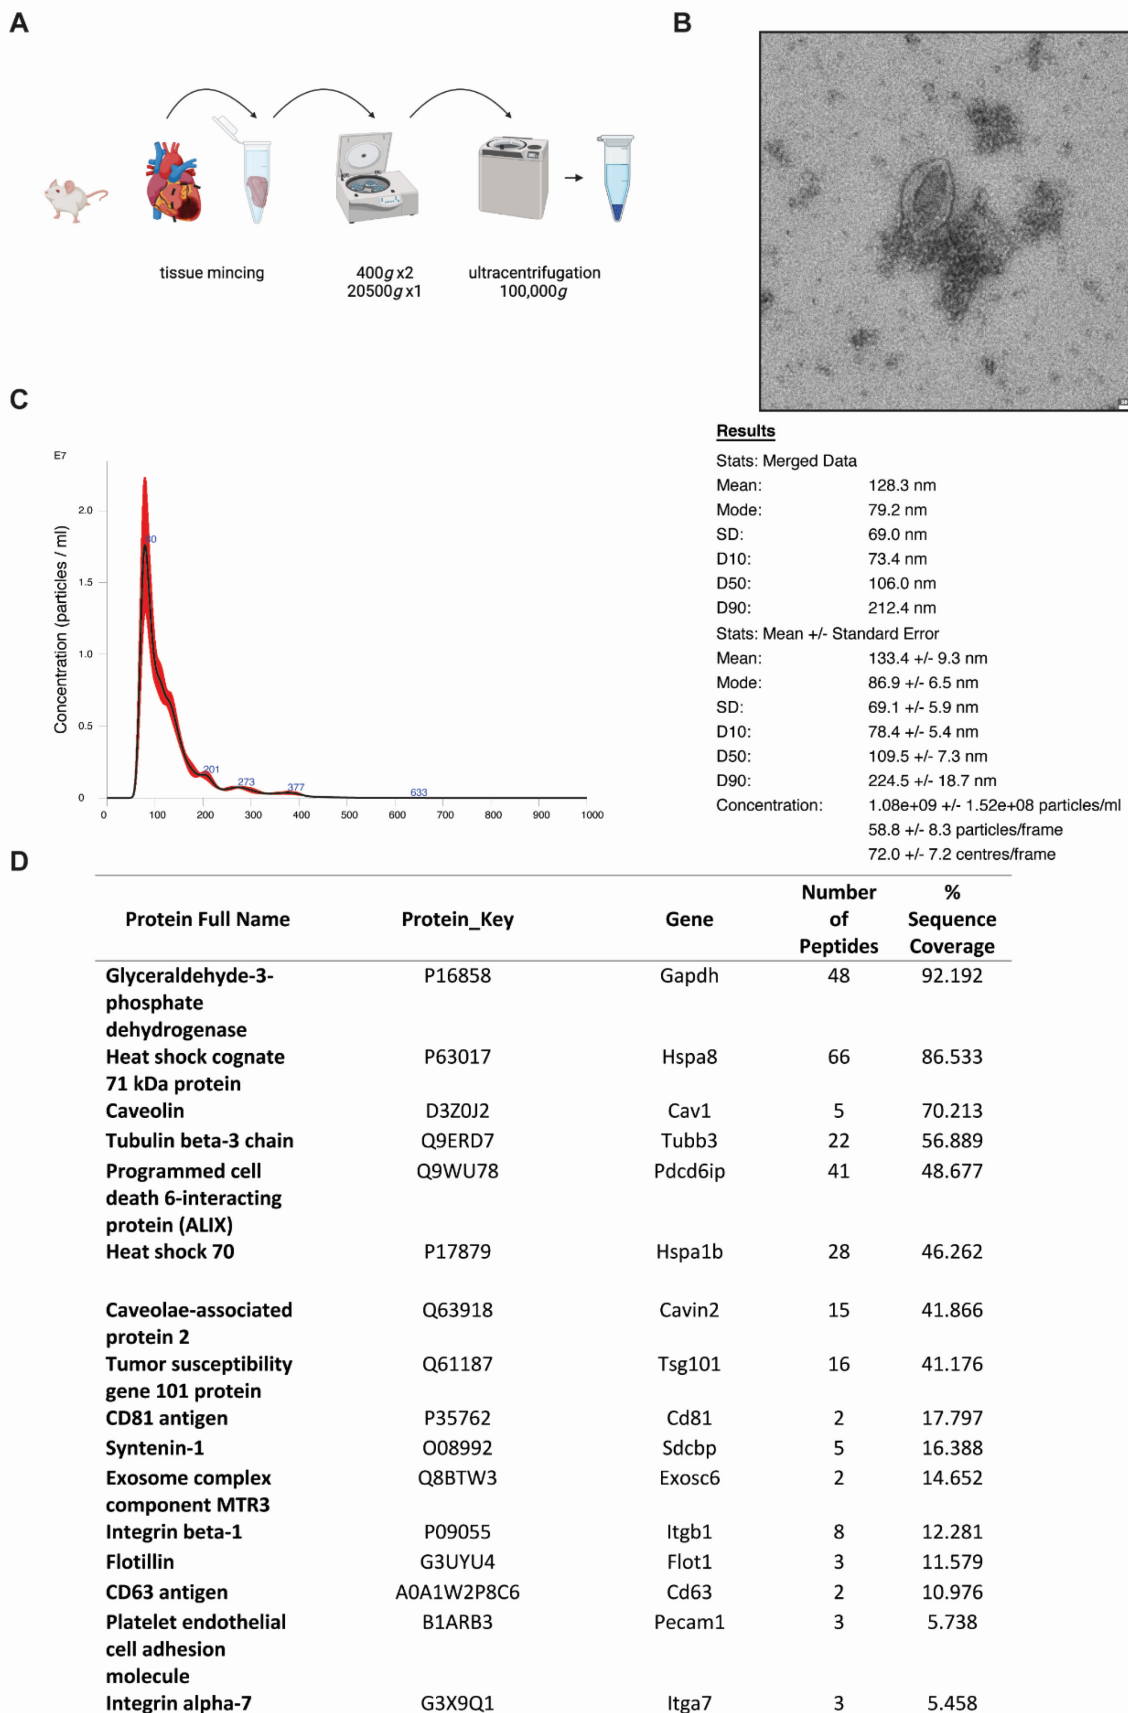 A
B
tissue mincing
400g x2
20500g x1
ultracentrifugation
100,000g
C
E7
Concentration (particles / ml)
2.0
1.5
1.0
0.5
0
80
201
273
377
633
0 100 200 300 400 500 600 700 800 900 1000
Results
Stats: Merged Data
Mean: 128.3 nm
Mode: 79.2 nm
SD: 69.0 nm
D10: 73.4 nm
D50: 106.0 nm
D90: 212.4 nm
Stats: Mean +/- Standard Error
Mean: 133.4 +/- 9.3 nm
Mode: 86.9 +/- 6.5 nm
SD: 69.1 +/- 5.9 nm
D10: 78.4 +/- 5.4 nm
D50: 109.5 +/- 7.3 nm
D90: 224.5 +/- 18.7 nm
Concentration: 1.08e+09 +/- 1.52e+08 particles/ml
58.8 +/- 8.3 particles/frame
72.0 +/- 7.2 centres/frame
D
Protein Full Name Protein_Key Gene Number of Peptides % Sequence Coverage
Glyceraldehyde-3- P16858 Gapdh 48 92.192
phosphate
dehydrogenase
Heat shock cognate P63017 Hspa8 66 86.533
71 kDa protein
Caveolin D3Z0J2 Cav1 5 70.213
Tubulin beta-3 chain Q9ERD7 Tubb3 22 56.889
Programmed cell Q9WU78 Pdcd6ip 41 48.677
death 6-interacting
protein (ALIX)
Heat shock 70 P17879 Hspa1b 28 46.262
Caveolae-associated Q63918 Cavin2 15 41.866
protein 2
Tumor susceptibility Q61187 Tsg101 16 41.176
gene 101 protein
CD81 antigen P35762 Cd81 2 17.797
Syntenin-1 O08992 Sdcbp 5 16.388
Exosome complex Q8BTW3 Exosc6 2 14.652
component MTR3
Integrin beta-1 P09055 Itgb1 8 12.281
Flotillin G3UYU4 Flot1 3 11.579
CD63 antigen A0A1W2P8C6 Cd63 2 10.976
Platelet endothelial B1ARB3 Pecam1 3 5.738
cell adhesion
molecule
Integrin alpha-7 G3X9Q1 Itga7 3 5.458